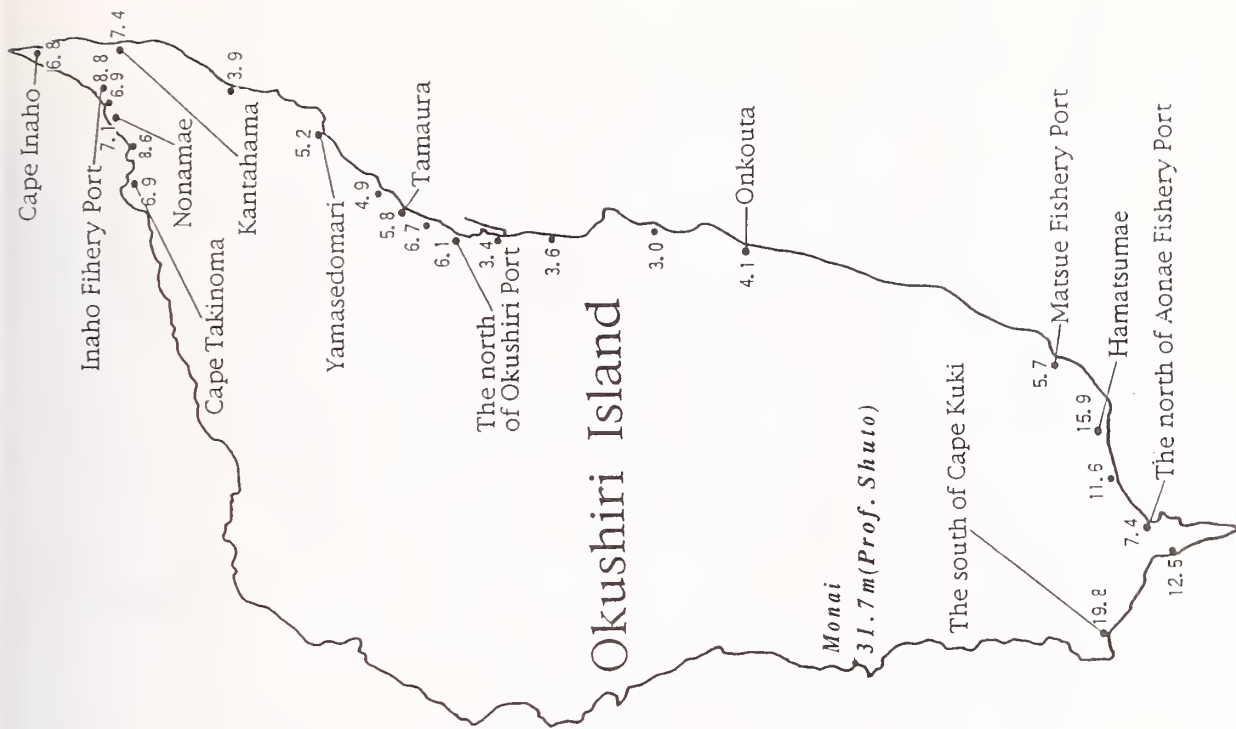 Cape Inaho
6.8
7.4
Inaho Fihery Port
8.8
6.9
7.1
Nonamae
8.6
6.9
Cape Takinoma
Kantahama
3.9
Yamasedomari
5.2
4.9
5.8
Tamaura
6.7
6.1
The north
of Okushiri Port
3.4
3.6
3.0
Onkouta
4.1
Okushiri Island
Monai
31.7m(Prof. Shuto)
The south of Cape Kuki
19.8
Matsue Fishery Port
5.7
Hamatsumae
15.9
11.6
The north of Aonae Fishery Port
7.4
12.5